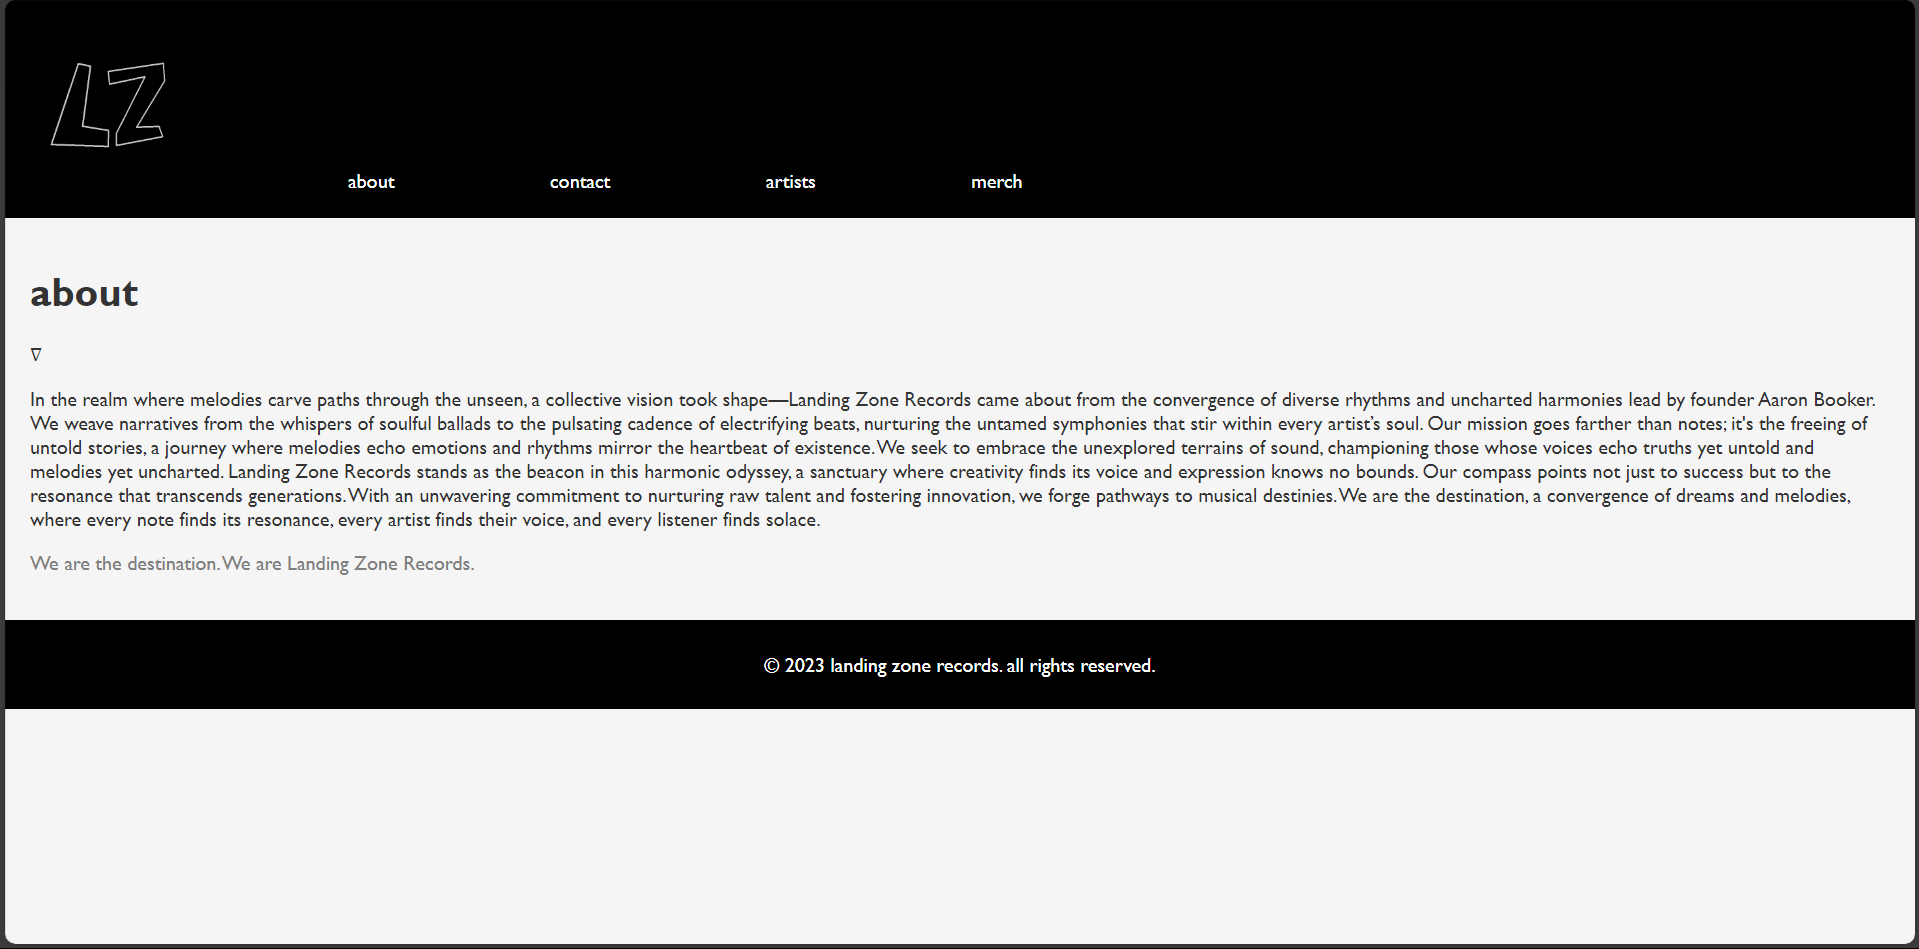 LZ
about contact artists merch
about
∇
In the realm where melodies carve paths through the unseen, a collective vision took shape—Landing Zone Records came about from the convergence of diverse rhythms and uncharted harmonies lead by founder Aaron Booker.
We weave narratives from the whispers of soulful ballads to the pulsating cadence of electrifying beats, nurturing the untamed symphonies that stir within every artist’s soul. Our mission goes farther than notes; it's the freeing of
untold stories, a journey where melodies echo emotions and rhythms mirror the heartbeat of existence. We seek to embrace the unexplored terrains of sound, championing those whose voices echo truths yet untold and
melodies yet uncharted. Landing Zone Records stands as the beacon in this harmonic odyssey, a sanctuary where creativity finds its voice and expression knows no bounds. Our compass points not just to success but to the
resonance that transcends generations. With an unwavering commitment to nurturing raw talent and fostering innovation, we forge pathways to musical destinies. We are the destination, a convergence of dreams and melodies,
where every note finds its resonance, every artist finds their voice, and every listener finds solace.
We are the destination. We are Landing Zone Records.
© 2023 landing zone records. all rights reserved.